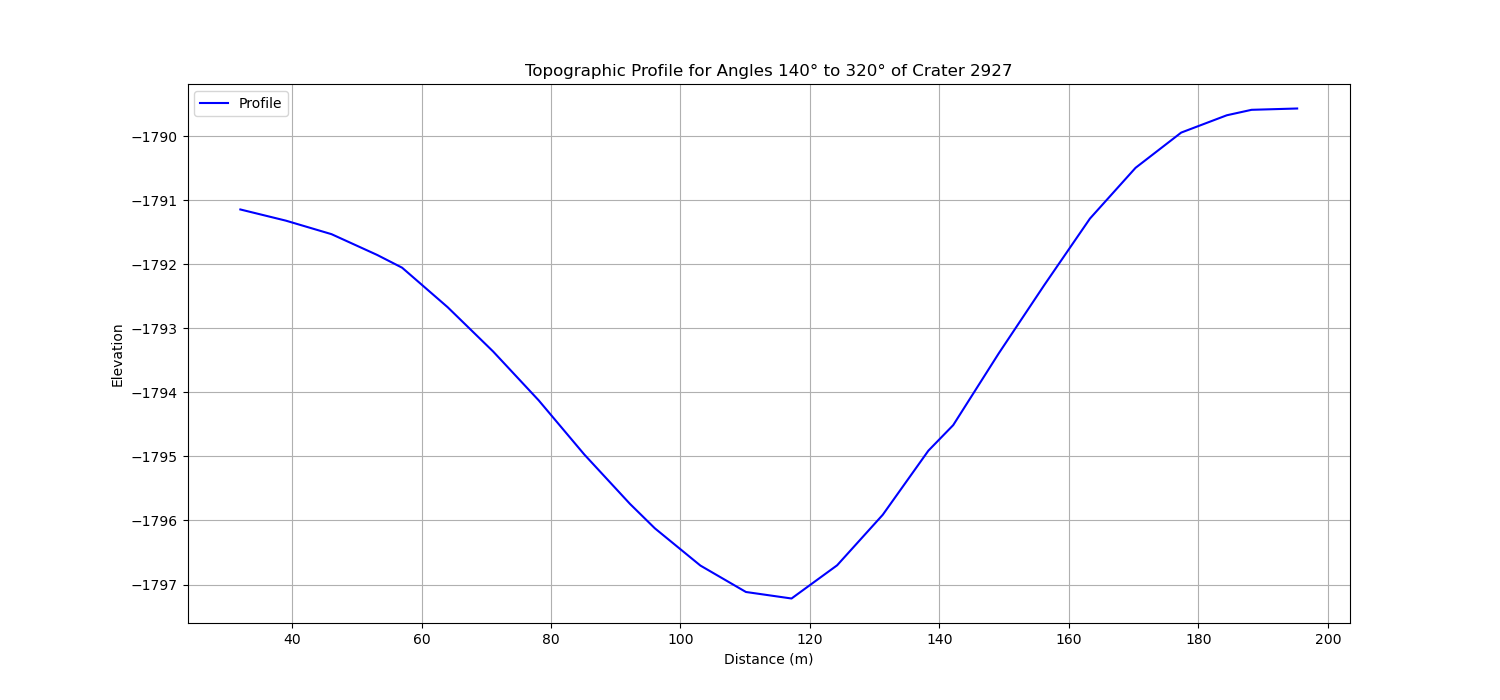 Topographic Profile for Angles 140° to 320° of Crater 2927
Profile
−1790
−1791
−1792
−1793
−1794
−1795
−1796
−1797
Elevation
40 60 80 100 120 140 160 180 200
Distance (m)